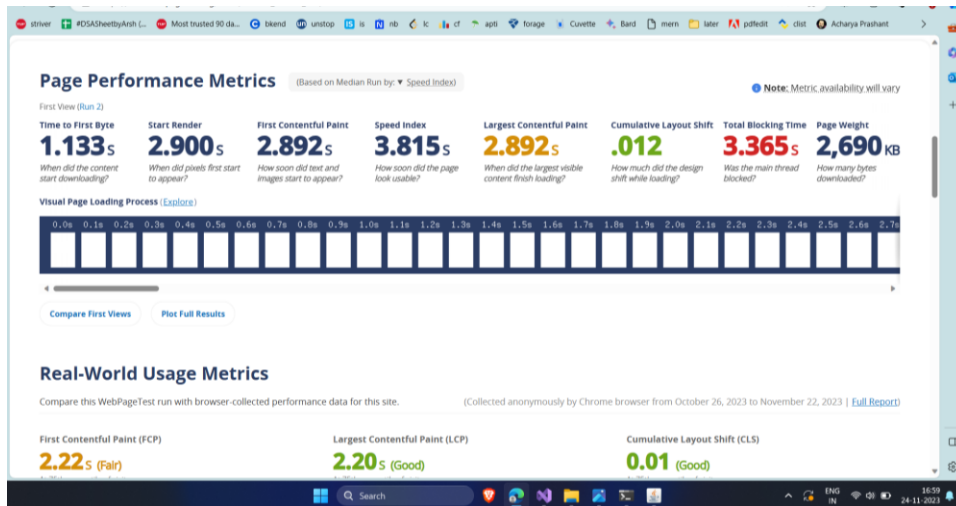 striver #DSASheetbyArsh (... Most trusted 90 da... bkend unstop is nb lc cf apti forage Cuvette Bard mern later pdfedit clist Acharya Prashant
Page Performance Metrics (Based on Median Run by: ▼ Speed Index)
Note: Metric availability will vary
First View (Run 2)
Time to First Byte Start Render First Contentful Paint Speed Index Largest Contentful Paint Cumulative Layout Shift Total Blocking Time Page Weight
1.133s 2.900s 2.892s 3.815s 2.892s .012 3.365s 2,690KB
When did the content When did pixels first start How soon did text and How soon did the page When did the largest visible How much did the design Was the main thread How many bytes
start downloading? to appear? images start to appear? look usable? content finish loading? shift while loading? blocked? downloaded?
Visual Page Loading Process (Explore)
0.0s 0.1s 0.2s 0.3s 0.4s 0.5s 0.6s 0.7s 0.8s 0.9s 1.0s 1.1s 1.2s 1.3s 1.4s 1.5s 1.6s 1.7s 1.8s 1.9s 2.0s 2.1s 2.2s 2.3s 2.4s 2.5s 2.6s 2.7s
Compare First Views Plot Full Results
Real-World Usage Metrics
Compare this WebPageTest run with browser-collected performance data for this site. (Collected anonymously by Chrome browser from October 26, 2023 to November 22, 2023 | Full Report)
First Contentful Paint (FCP) Largest Contentful Paint (LCP) Cumulative Layout Shift (CLS)
2.22s (Fair) 2.20s (Good) 0.01 (Good)
Search
ENG 16:59
IN 24-11-2023